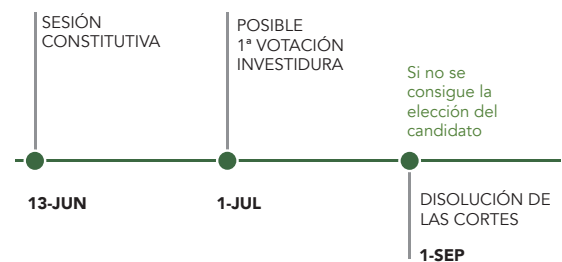 SESIÓN
CONSTITUTIVA
13-JUN
POSIBLE
1ª VOTACIÓN
INVESTIDURA
1-JUL
Si no se
consigue la
elección del
candidato
DISOLUCIÓN DE
LAS CORTES
1-SEP